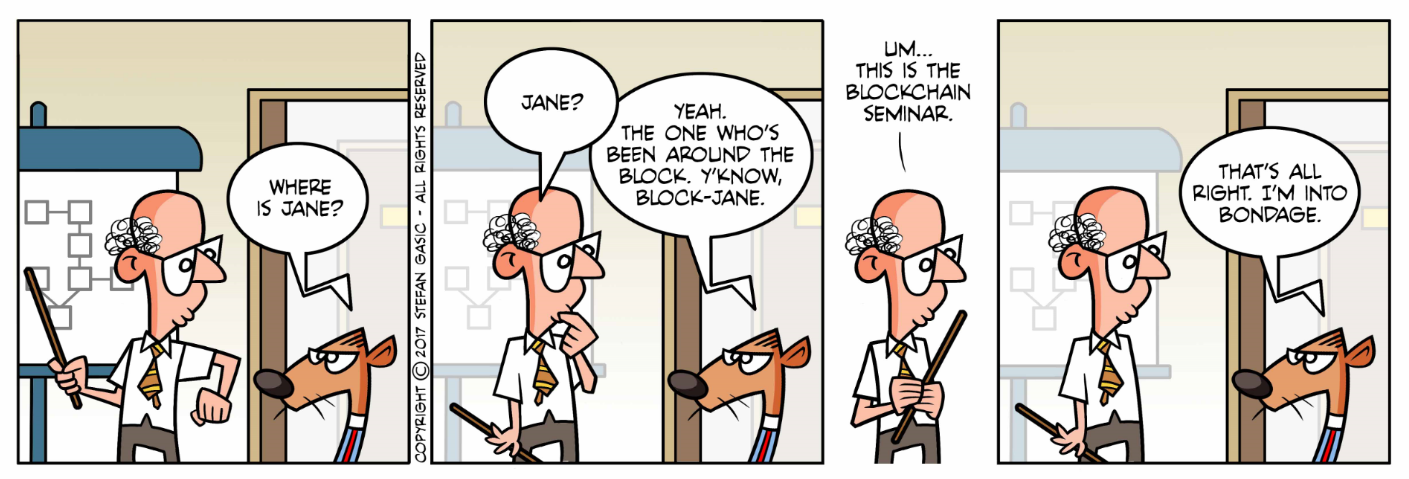 WHERE
IS JANE?
COPYRIGHT © 2017 STEFAN GASIC - ALL RIGHTS RESERVED
JANE?
YEAH.
THE ONE WHO'S
BEEN AROUND THE
BLOCK. Y'KNOW,
BLOCK-JANE.
UM...
THIS IS THE
BLOCKCHAIN
SEMINAR.
THAT'S ALL
RIGHT. I'M INTO
BONDAGE.